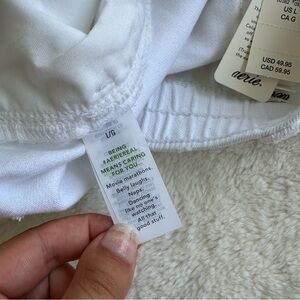 US L
CA G
USD 49.95
CAD 59.95
aerie
L/G
BEING
#AERIEREAL
MEANS CARING
FOR YOU.
Movie marathons.
Belly laughs.
Naps.
Dancing
like no one's
watching...
All that
good stuff.